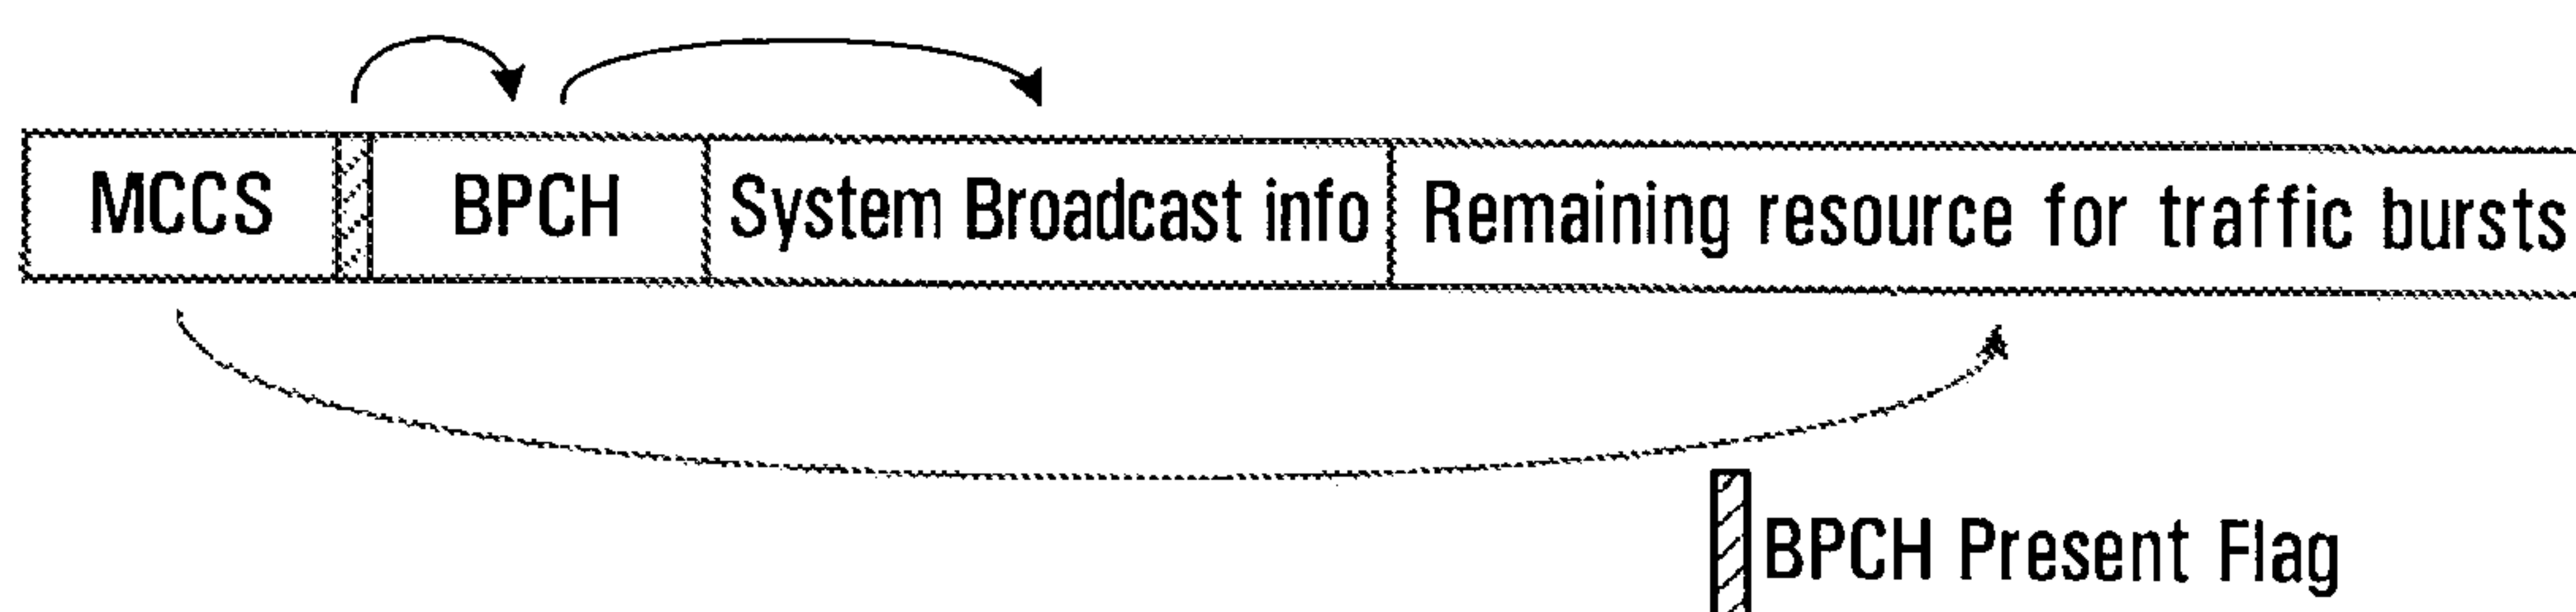 MCCS BPCH System Broadcast info Remaining resource for traffic bursts
BPCH Present Flag